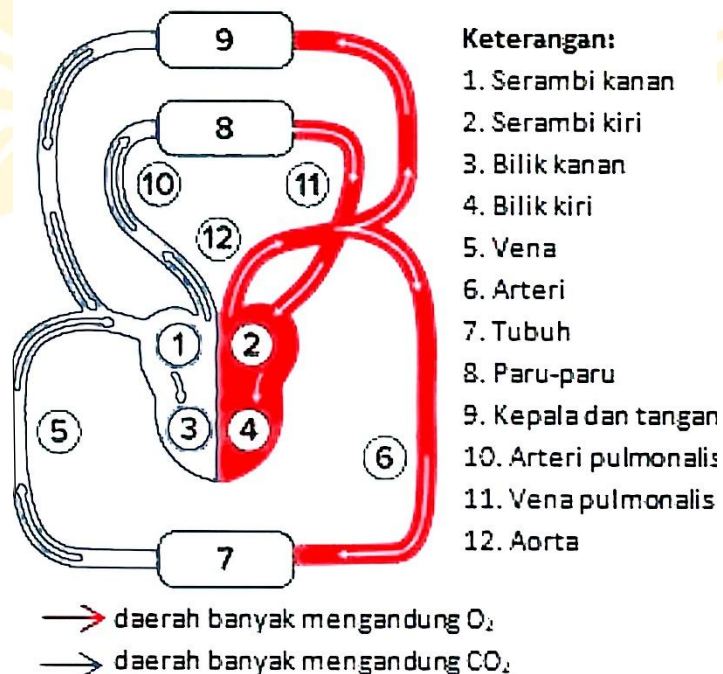 9
8
10
11
12
1
2
3
4
5
6
7
Keterangan:
1. Serambi kanan
2. Serambi kiri
3. Bilik kanan
4. Bilik kiri
5. Vena
6. Arteri
7. Tubuh
8. Paru-paru
9. Kepala dan tangan
10. Arteri pulmonalis
11. Vena pulmonalis
12. Aorta
daerah banyak mengandung O₂
daerah banyak mengandung CO₂